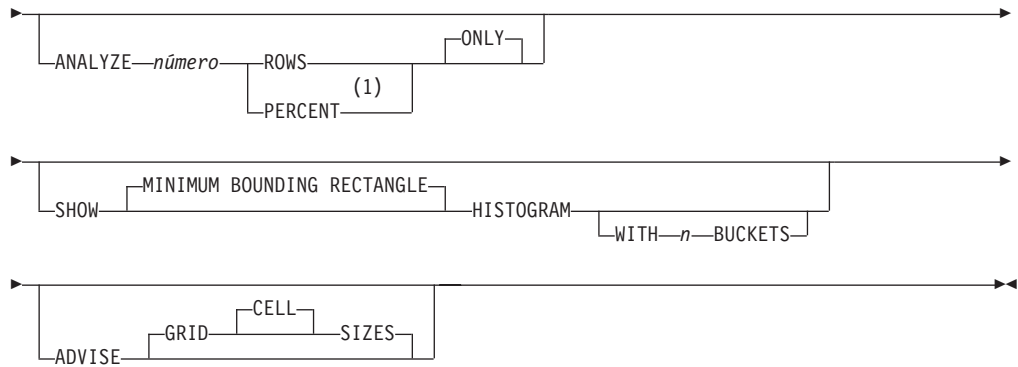 ONLY
ANALYZE número ROWS
(1)
PERCENT
MINIMUM BOUNDING RECTANGLE
SHOW HISTOGRAM
WITH n BUCKETS
CELL
GRID SIZES
ADVISE